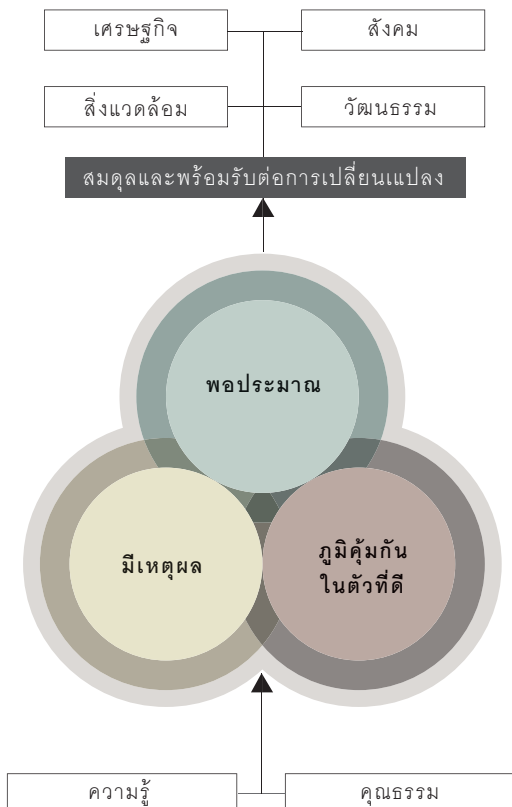 เศรษฐกิจ
สังคม
สิ่งแวดล้อม
วัฒนธรรม
สมดุลและพร้อมรับต่อการเปลี่ยนแปลง
พอประมาณ
มีเหตุผล
ภูมิคุ้มกัน
ในตัวที่ดี
ความรู้
คุณธรรม